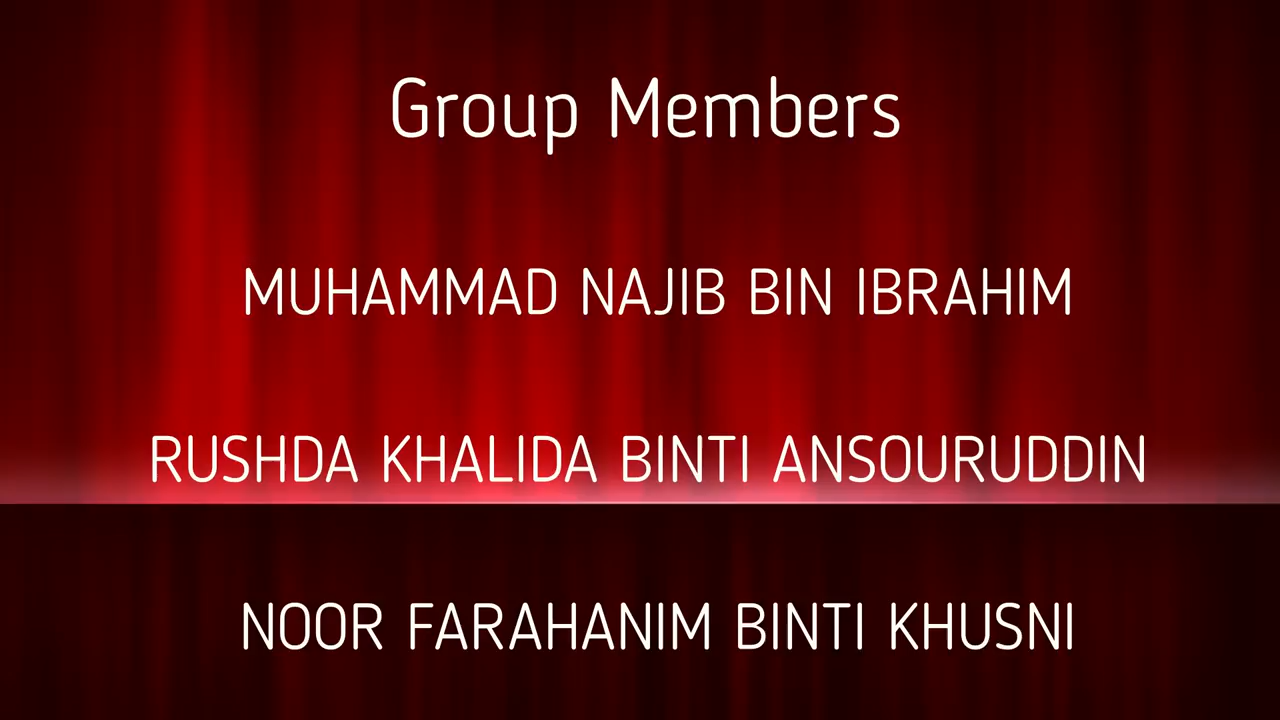 Group Members
MUHAMMAD NAJIB BIN IBRAHIM
RUSHDA KHALIDA BINTI ANSOURUDDIN
NOOR FARAHANIM BINTI KHUSNI